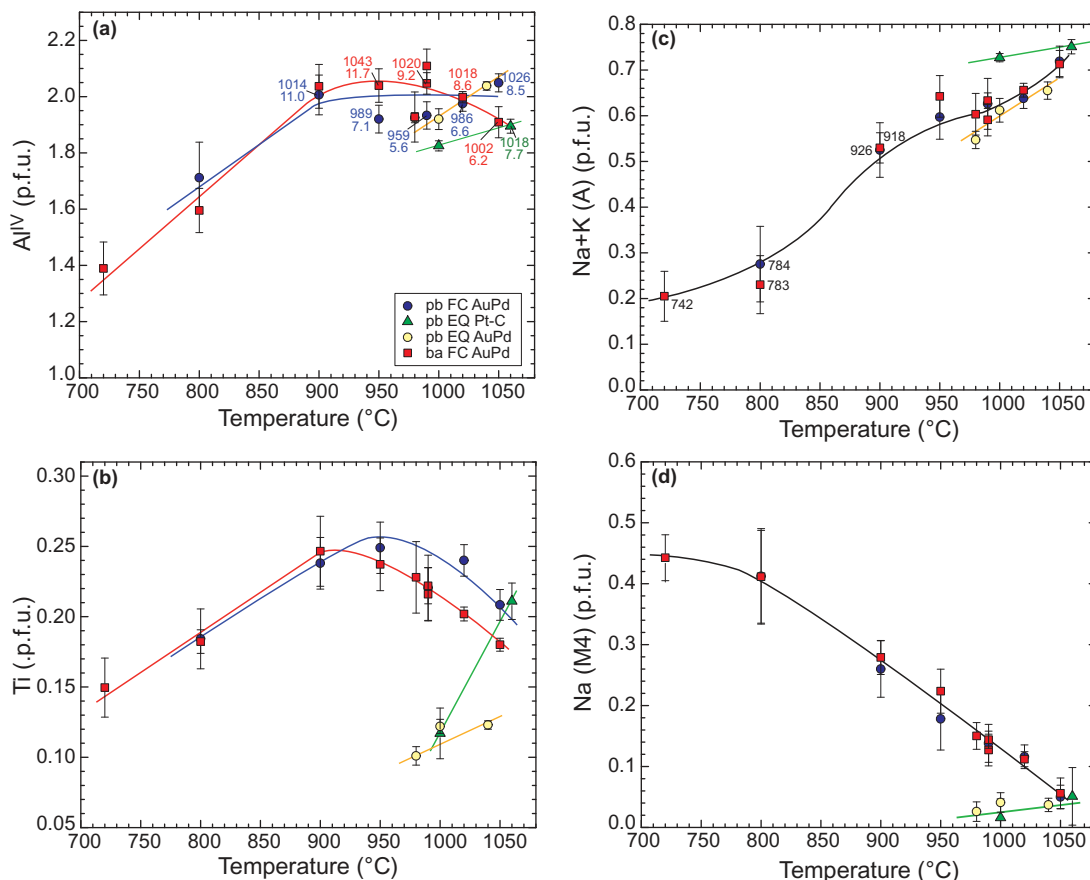 (a)
Al^IV (p.f.u.)
2.2
2.0
1.8
1.6
1.4
1.2
1.0
1014
11.0
1043
11.7
1020
9.2
1018
8.6
1026
8.5
989
7.1
959
5.6
986
6.6
1002
6.2
1018
7.7
pb FC AuPd
pb EQ Pt-C
pb EQ AuPd
ba FC AuPd
700 750 800 850 900 950 1000 1050
Temperature (°C)
(c)
Na+K (A) (p.f.u.)
0.8
0.7
0.6
0.5
0.4
0.3
0.2
0.1
0.0
918
926
784
783
742
700 750 800 850 900 950 1000 1050
Temperature (°C)
(b)
Ti (.p.f.u.)
0.30
0.25
0.20
0.15
0.10
0.05
700 750 800 850 900 950 1000 1050
Temperature (°C)
(d)
Na (M4) (p.f.u.)
0.6
0.5
0.4
0.3
0.2
0.1
0.0
700 750 800 850 900 950 1000 1050
Temperature (°C)